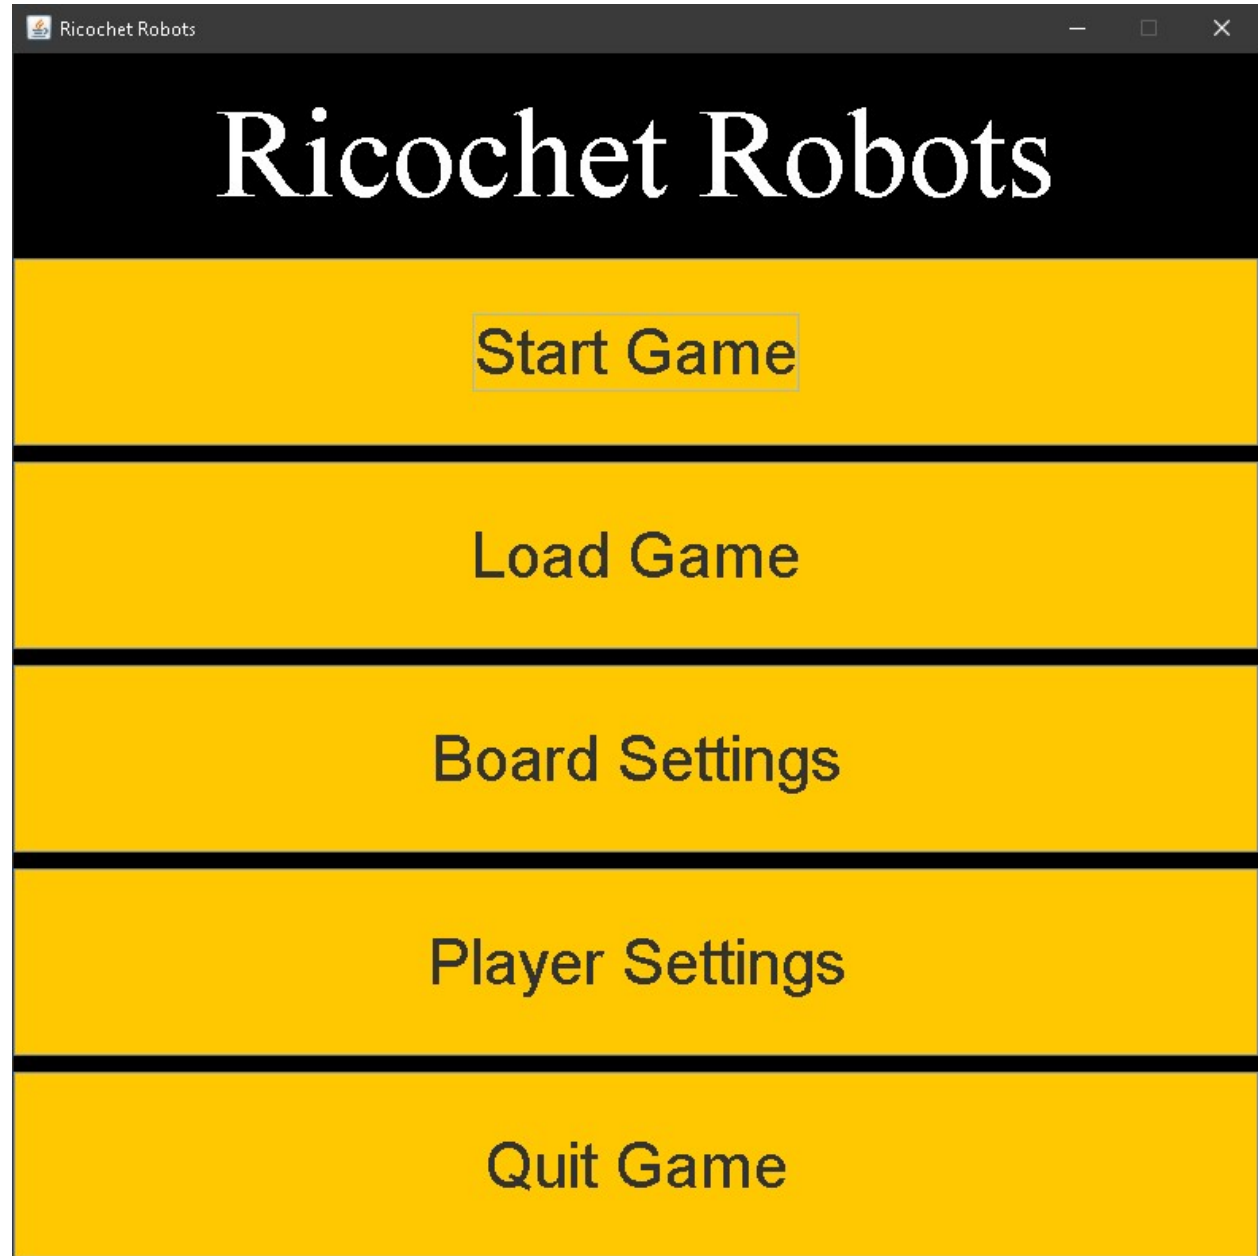 Ricochet Robots
Ricochet Robots
Start Game
Load Game
Board Settings
Player Settings
Quit Game